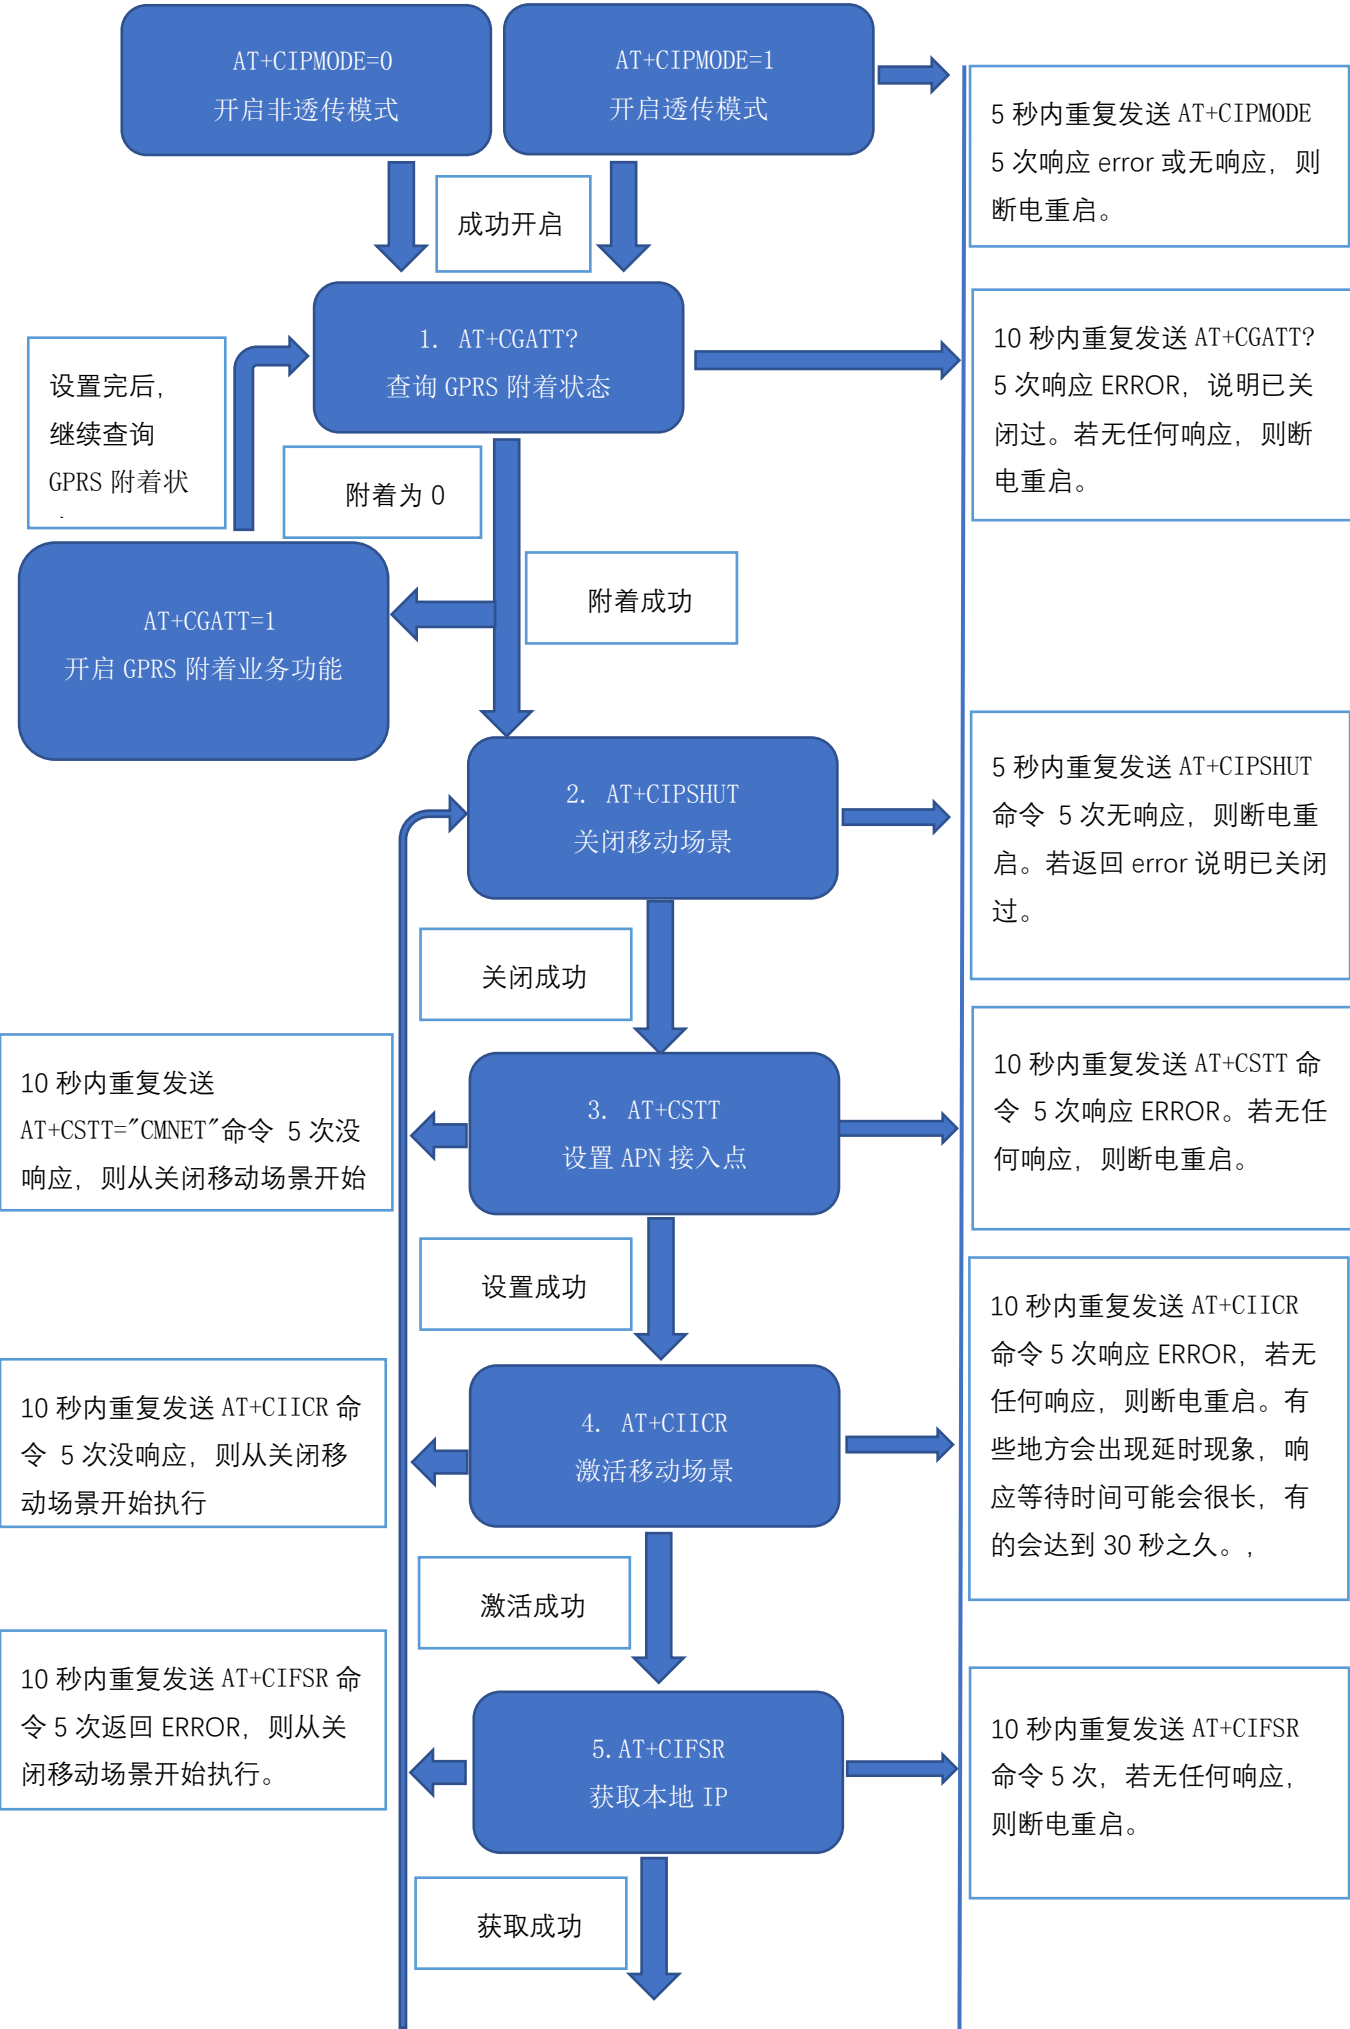 AT+CIPMODE=0
开启非透传模式
AT+CIPMODE=1
开启透传模式
5 秒内重复发送 AT+CIPMODE
5 次响应 error 或无响应，则
断电重启。
成功开启
1. AT+CGATT?
查询 GPRS 附着状态
10 秒内重复发送 AT+CGATT?
5 次响应 ERROR，说明已关
闭过。若无任何响应，则断
电重启。
设置完后，
继续查询
GPRS 附着状
附着为 0
附着成功
AT+CGATT=1
开启 GPRS 附着业务功能
2. AT+CIPSHUT
关闭移动场景
5 秒内重复发送 AT+CIPSHUT
命令 5 次无响应，则断电重
启。若返回 error 说明已关闭
过。
关闭成功
10 秒内重复发送
AT+CSTT="CMNET"命令 5 次没
响应，则从关闭移动场景开始
3. AT+CSTT
设置 APN 接入点
10 秒内重复发送 AT+CSTT 命
令 5 次响应 ERROR。若无任
何响应，则断电重启。
设置成功
10 秒内重复发送 AT+CIICR 命
令 5 次没响应，则从关闭移
动场景开始执行
4. AT+CIICR
激活移动场景
10 秒内重复发送 AT+CIICR
命令 5 次响应 ERROR，若无
任何响应，则断电重启。有
些地方会出现延时现象，响
应等待时间可能会很长，有
的会达到 30 秒之久。,
激活成功
10 秒内重复发送 AT+CIFSR 命
令 5 次返回 ERROR，则从关
闭移动场景开始执行。
5.AT+CIFSR
获取本地 IP
10 秒内重复发送 AT+CIFSR
命令 5 次，若无任何响应，
则断电重启。
获取成功